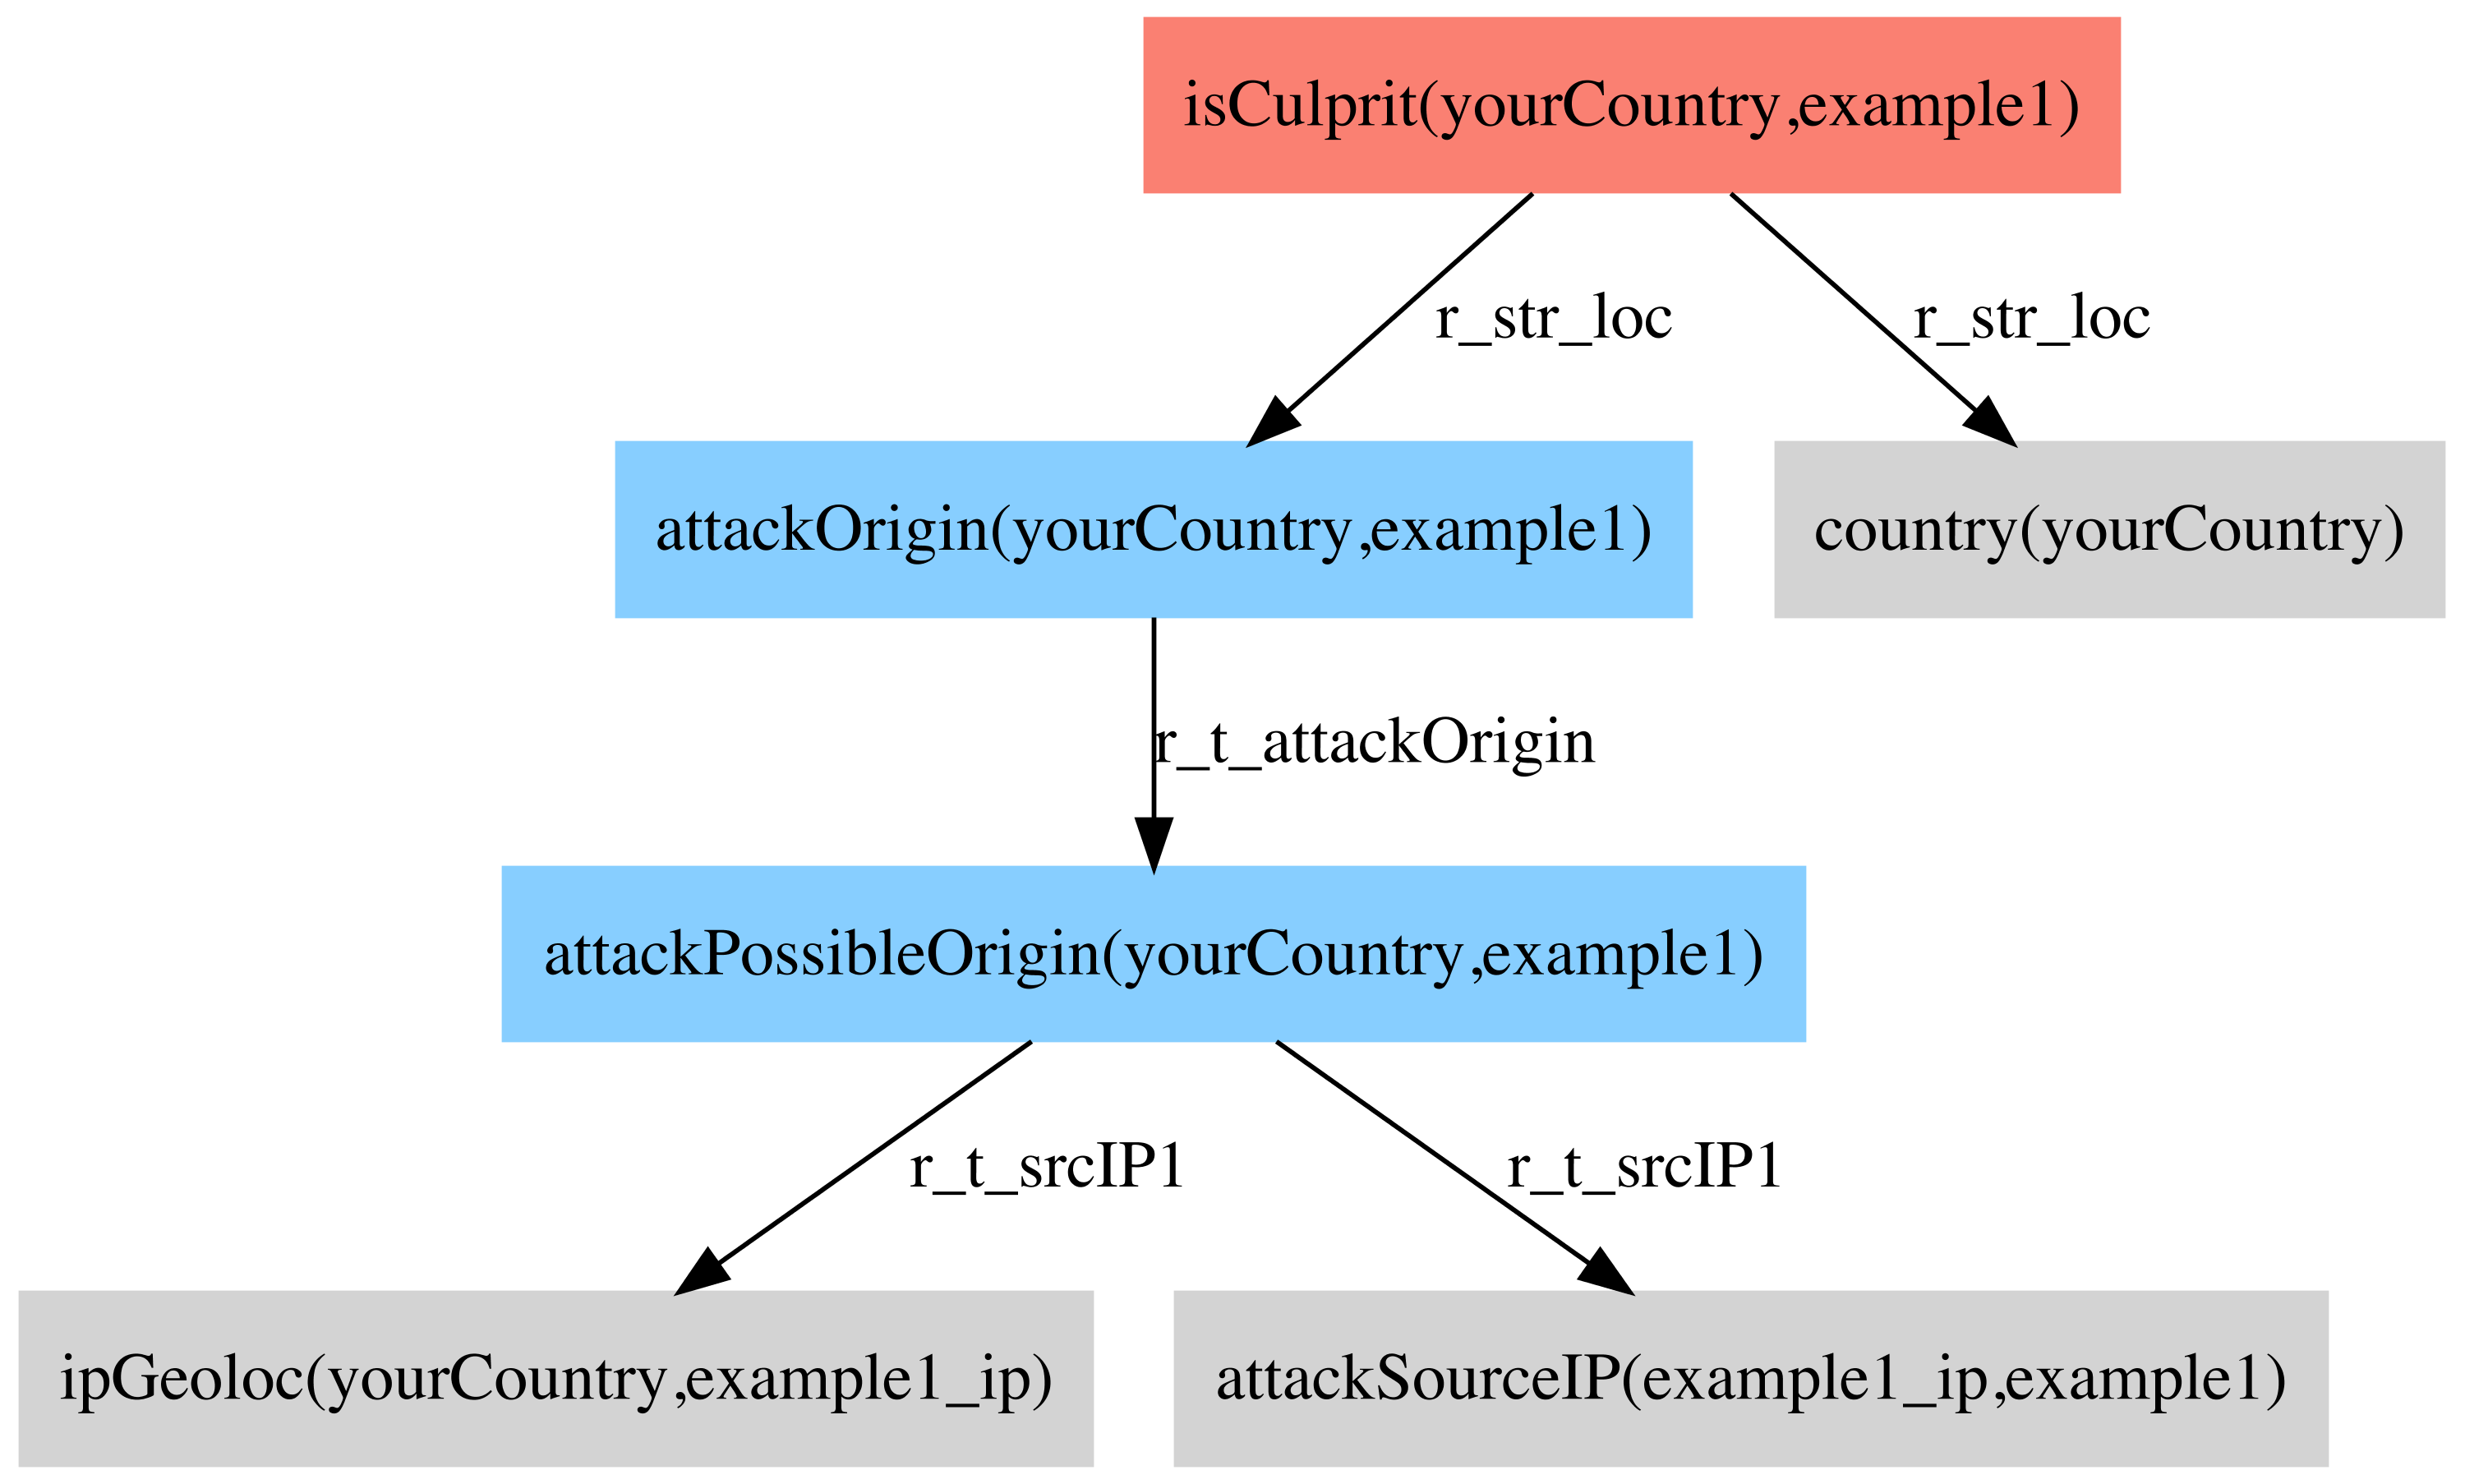 isCulprit(yourCountry,example1)
r_str_loc
r_str_loc
attackOrigin(yourCountry,example1)
country(yourCountry)
r_t_attackOrigin
attackPossibleOrigin(yourCountry,example1)
r_t_srcIP1
r_t_srcIP1
ipGeoloc(yourCountry,example1_ip)
attackSourceIP(example1_ip,example1)